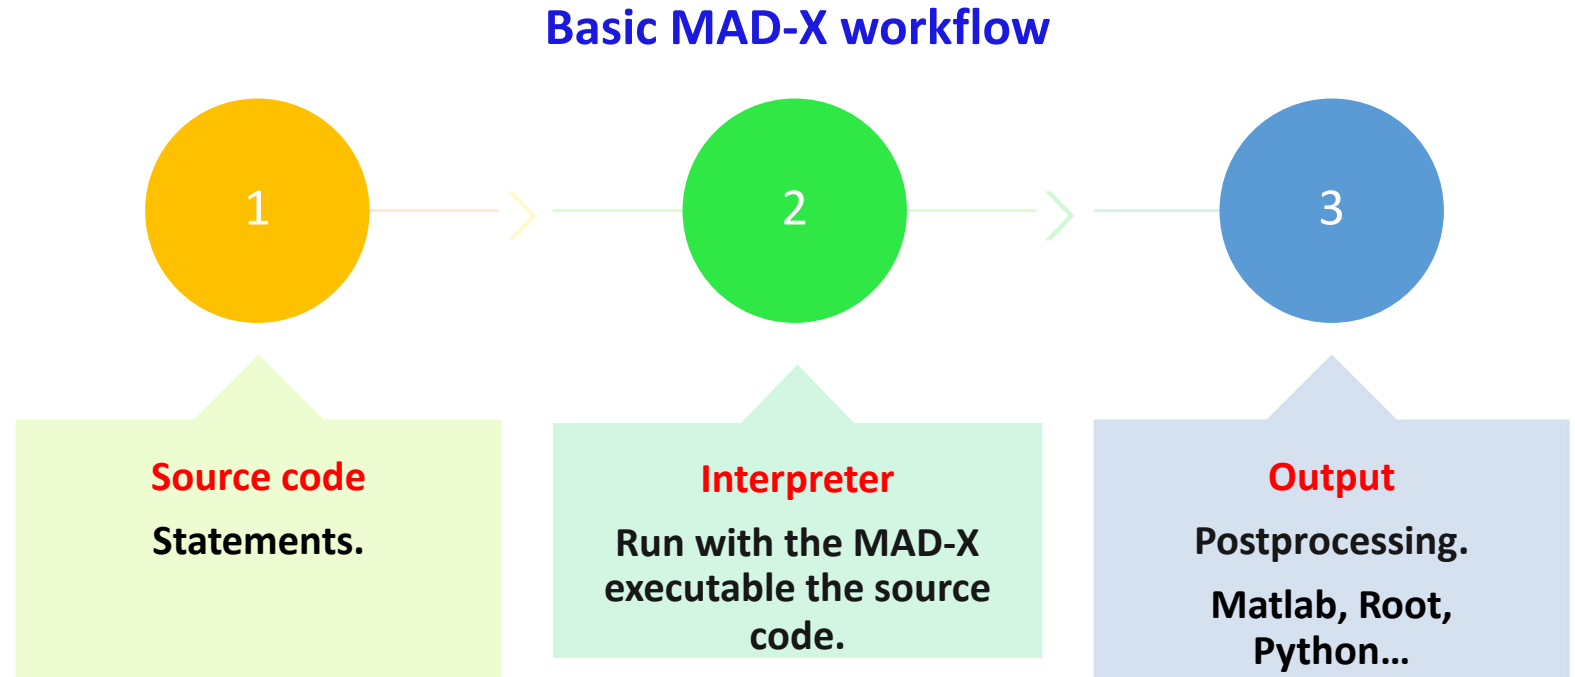 Basic MAD-X workflow
1
2
3
Source code
Statements.
Interpreter
Run with the MAD-X
executable the source
code.
Output
Postprocessing.
Matlab, Root,
Python…